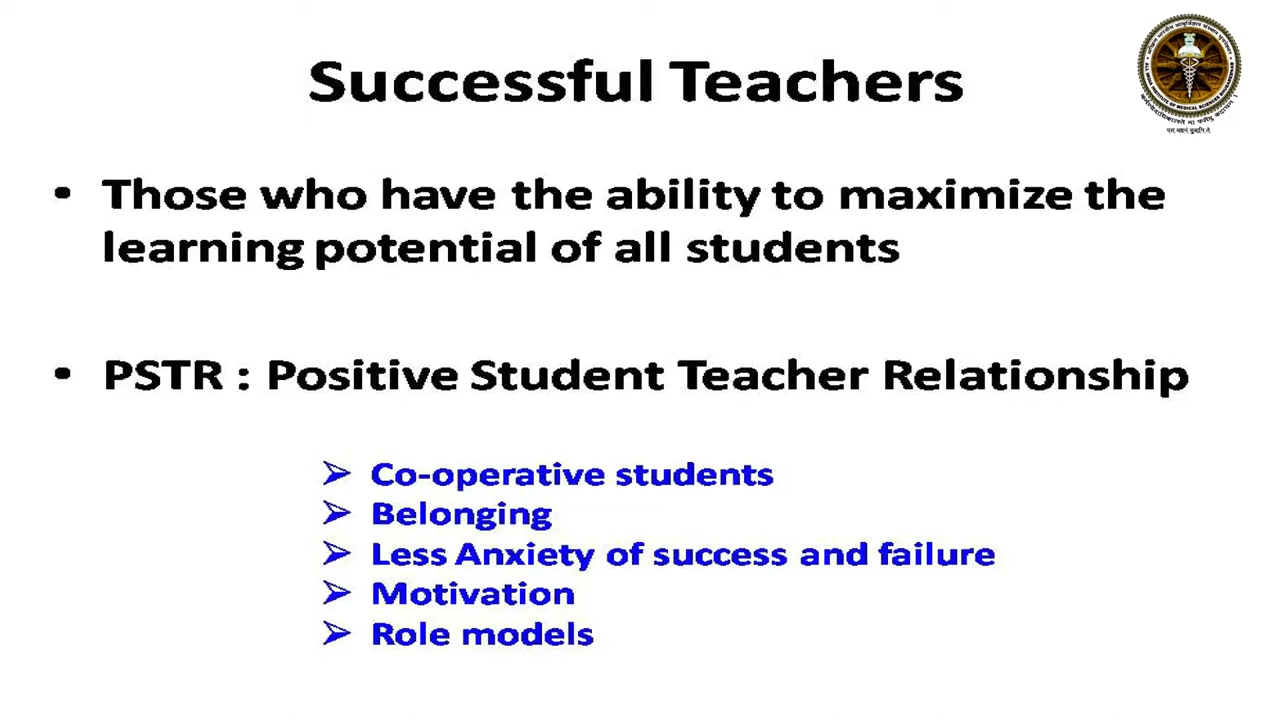 Successful Teachers
• Those who have the ability to maximize the
learning potential of all students
• PSTR : Positive Student Teacher Relationship
➢ Co-operative students
➢ Belonging
➢ Less Anxiety of success and failure
➢ Motivation
➢ Role models